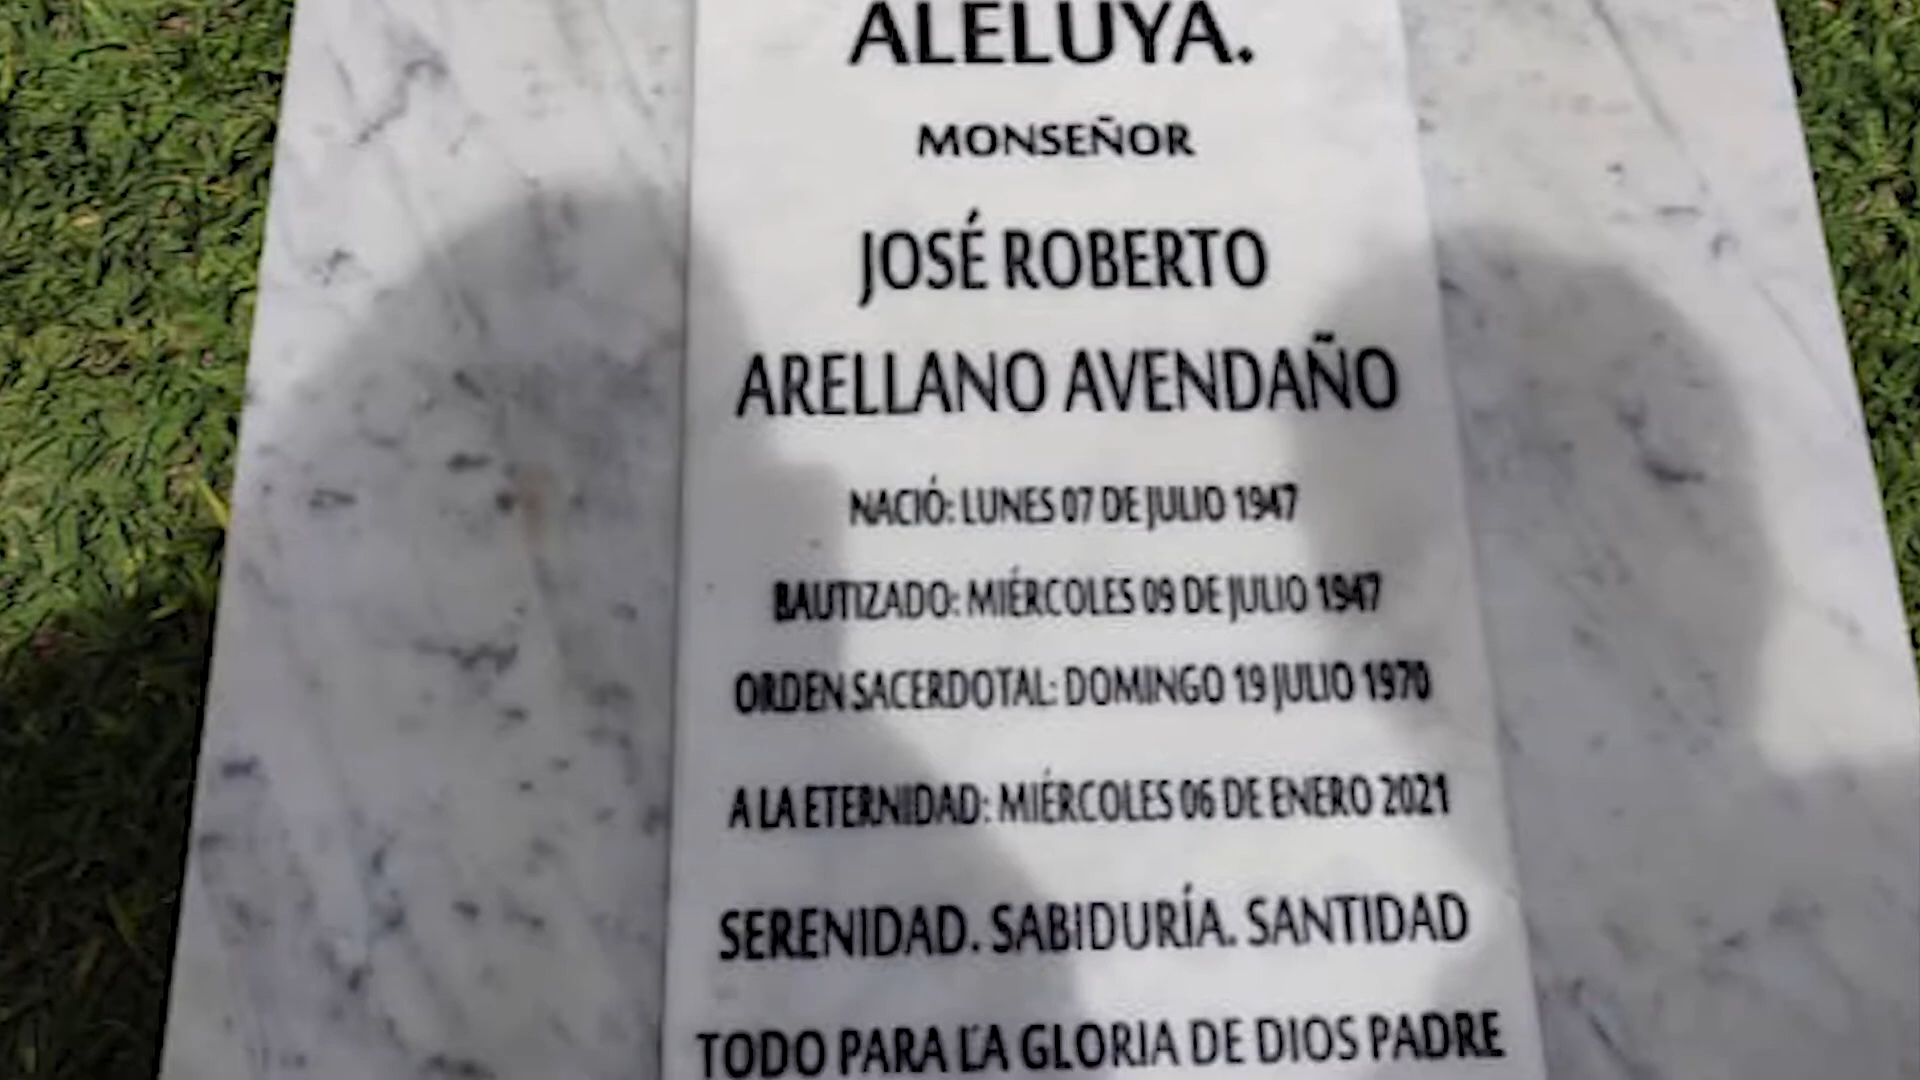 ALELUYA.
MONSEÑOR
JOSÉ ROBERTO
ARELLANO AVENDAÑO
NACIÓ: LUNES 07 DE JULIO 1947
BAUTIZADO: MIÉRCOLES 09 DE JULIO 1947
ORDEN SACERDOTAL: DOMINGO 19 JULIO 1970
A LA ETERNIDAD: MIÉRCOLES 06 DE ENERO 2021
SERENIDAD. SABIDURÍA. SANTIDAD
TODO PARA LA GLORIA DE DIOS PADRE